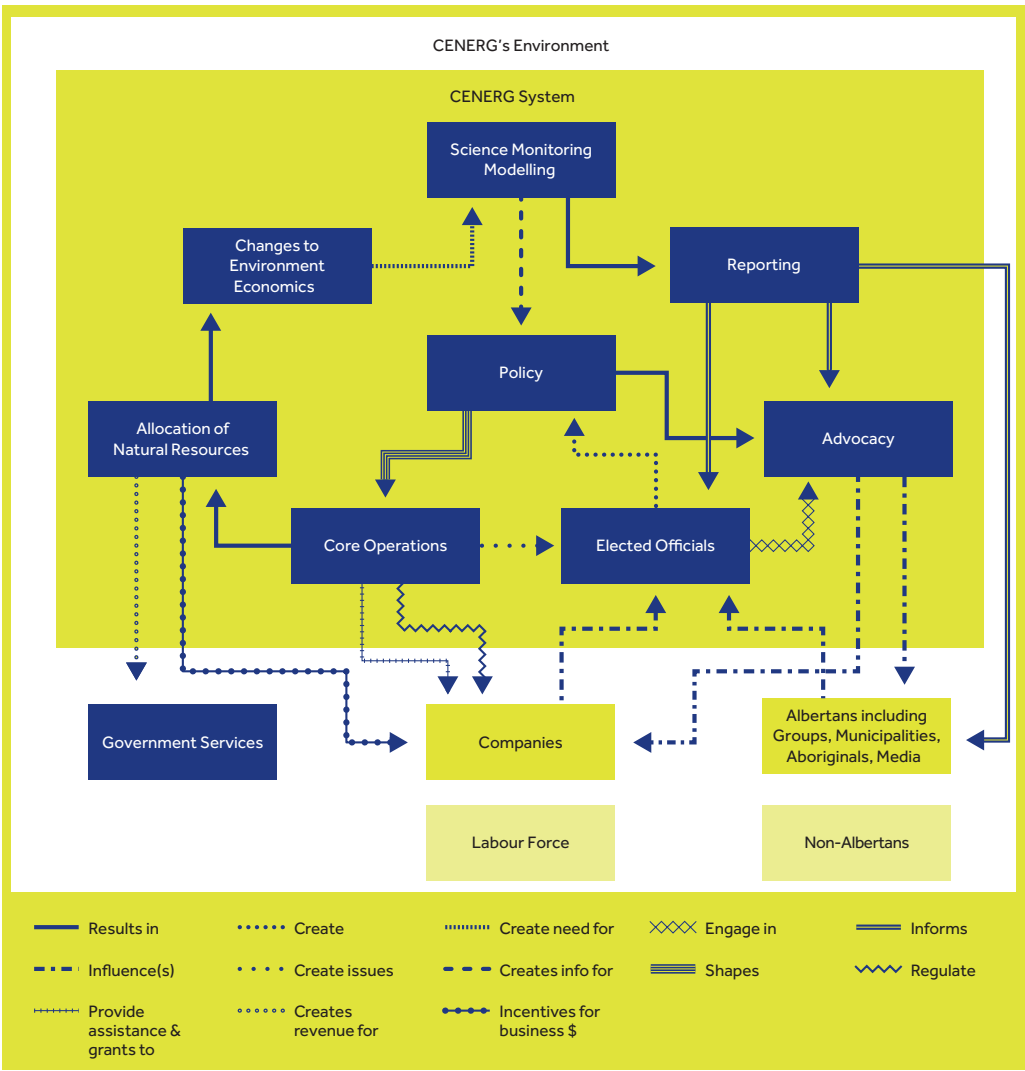 CENERG's Environment
CENERG System
Science Monitoring
Modelling
Changes to
Environment
Economics
Reporting
Policy
Allocation of
Natural Resources
Advocacy
Core Operations
Elected Officials
Government Services
Companies
Albertans including
Groups, Municipalities,
Aboriginals, Media
Labour Force
Non-Albertans
Results in
Create
Create need for
Engage in
Informs
Influence(s)
Create issues
Creates info for
Shapes
Regulate
Provide
assistance &
grants to
Creates
revenue for
Incentives for
business $